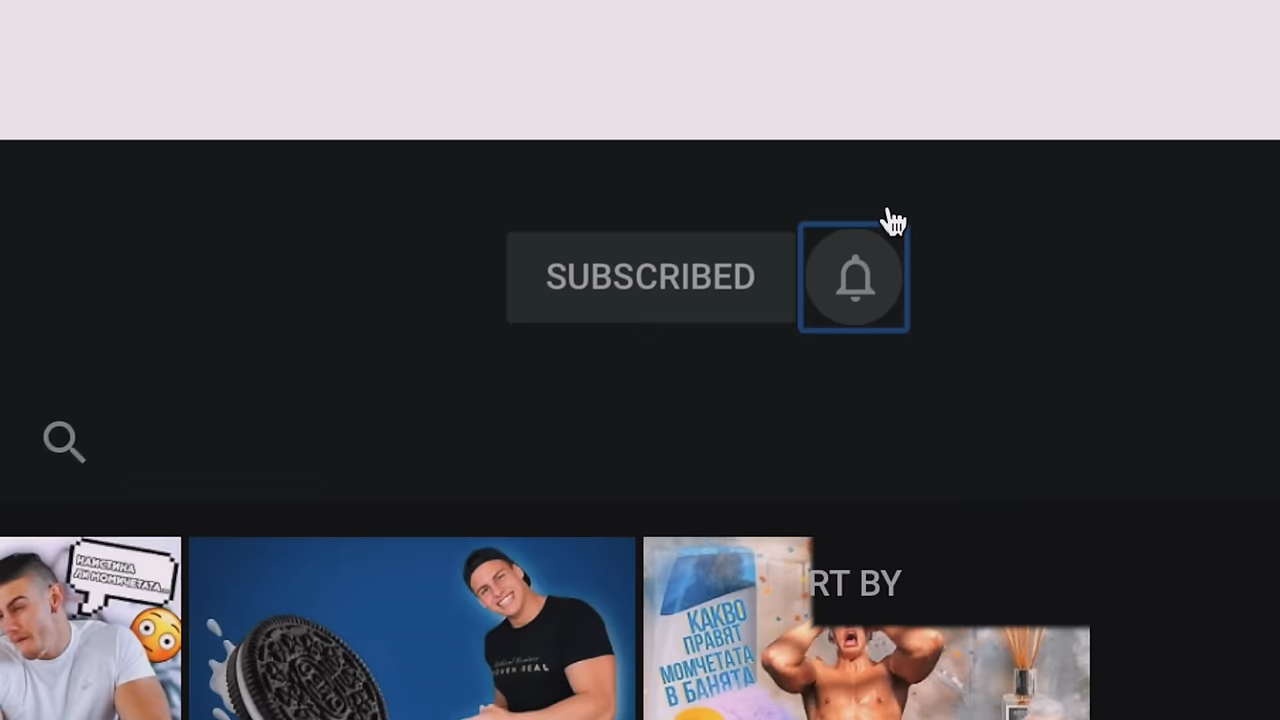 SUBSCRIBED
RT BY
НАИСТИНА
ЛИ МОМИЧЕТАТА...
КАКВО
ПРАВЯТ
МОМЧЕТАТА
В БАНЯТА